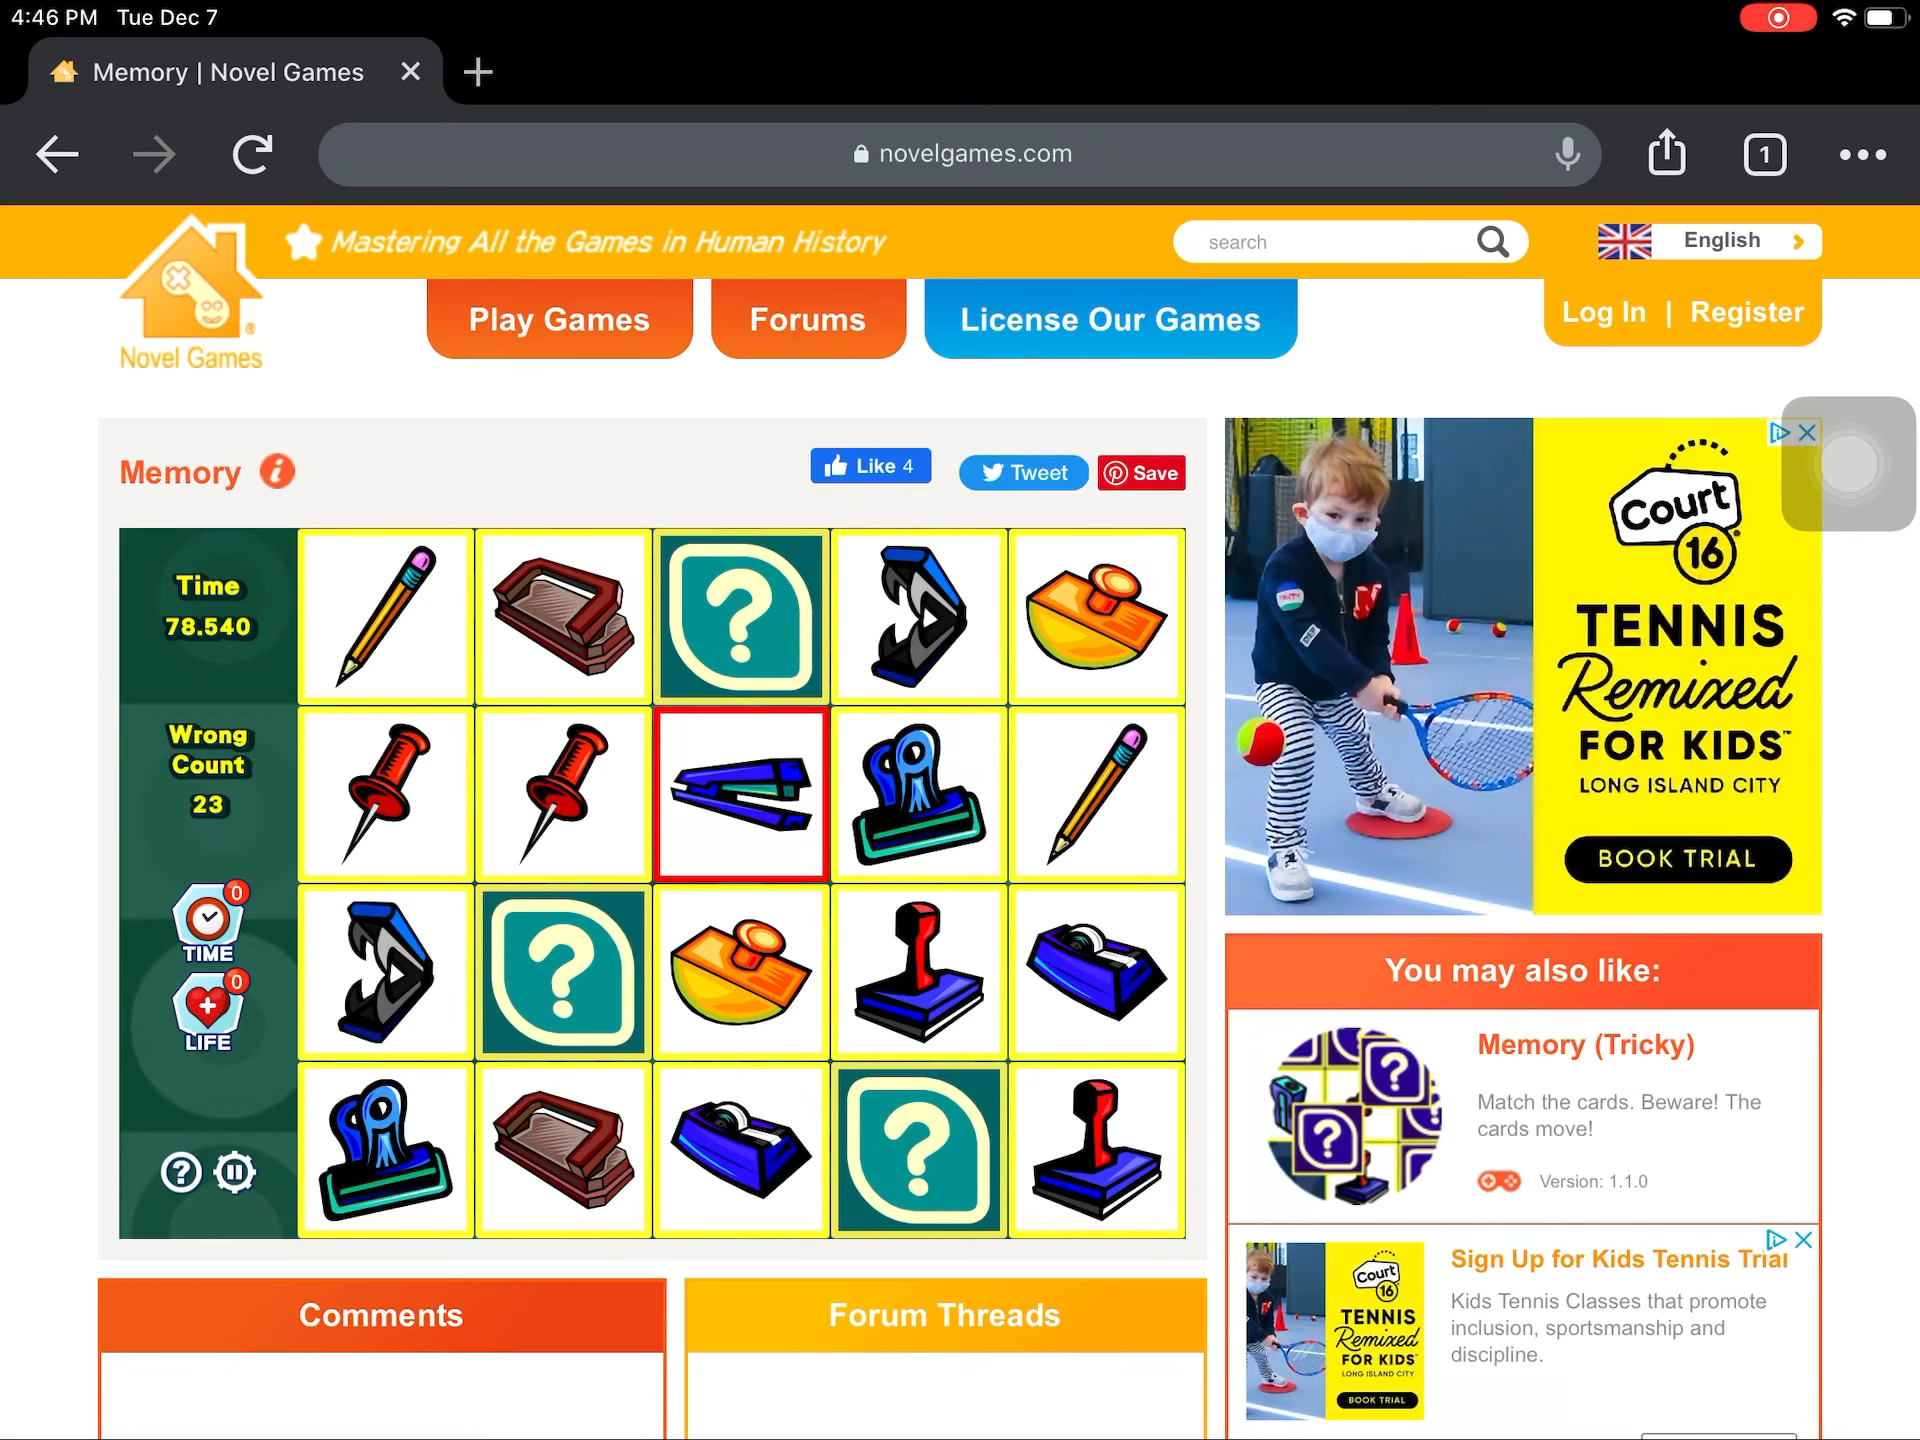 4:46 PM Tue Dec 7
Memory | Novel Games
novelgames.com
1
Mastering All the Games in Human History
search
English
Novel Games
Play Games
Forums
License Our Games
Log In | Register
Memory
Like 4
Tweet
Save
Time
78.540
Wrong
Count
23
0
TIME
0
LIFE
Court
16
TENNIS
Remixed
FOR KIDS™
LONG ISLAND CITY
BOOK TRIAL
You may also like:
Memory (Tricky)
Match the cards. Beware! The
cards move!
Version: 1.1.0
Sign Up for Kids Tennis Trial
Kids Tennis Classes that promote
inclusion, sportsmanship and
discipline.
Court
16
TENNIS
Remixed
FOR KIDS
LONG ISLAND CITY
BOOK TRIAL
Comments
Forum Threads